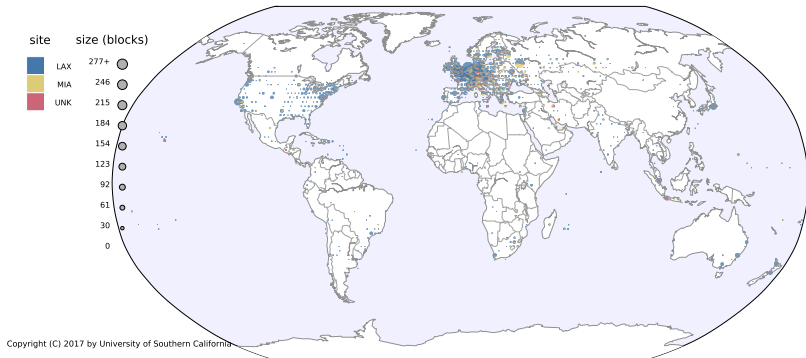 site size (blocks)
LAX 277+
MIA 246
UNK 215
184
154
123
92
61
30
0
Copyright (C) 2017 by University of Southern California